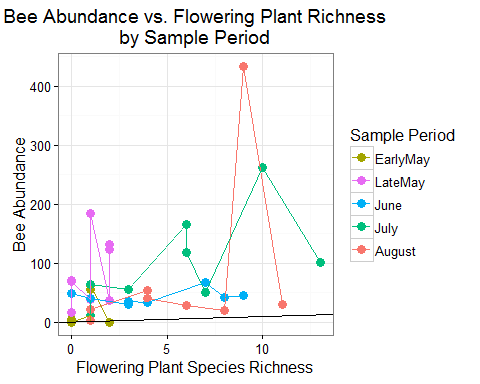 Bee Abundance vs. Flowering Plant Richness
by Sample Period
400
300
200
100
0
Bee Abundance
0 5 10
Flowering Plant Species Richness
Sample Period
EarlyMay
LateMay
June
July
August